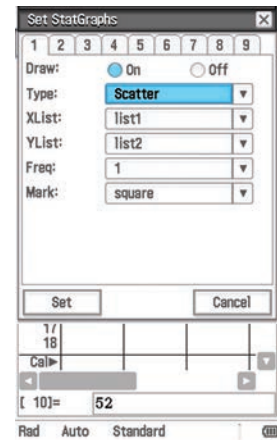 Set StatGraphs
1 2 3 4 5 6 7 8 9
Draw: On Off
Type: Scatter
XList: list1
YList: list2
Freq: 1
Mark: square
Set Cancel
17
18
Cal
[ 10]= 52
Rad Auto Standard